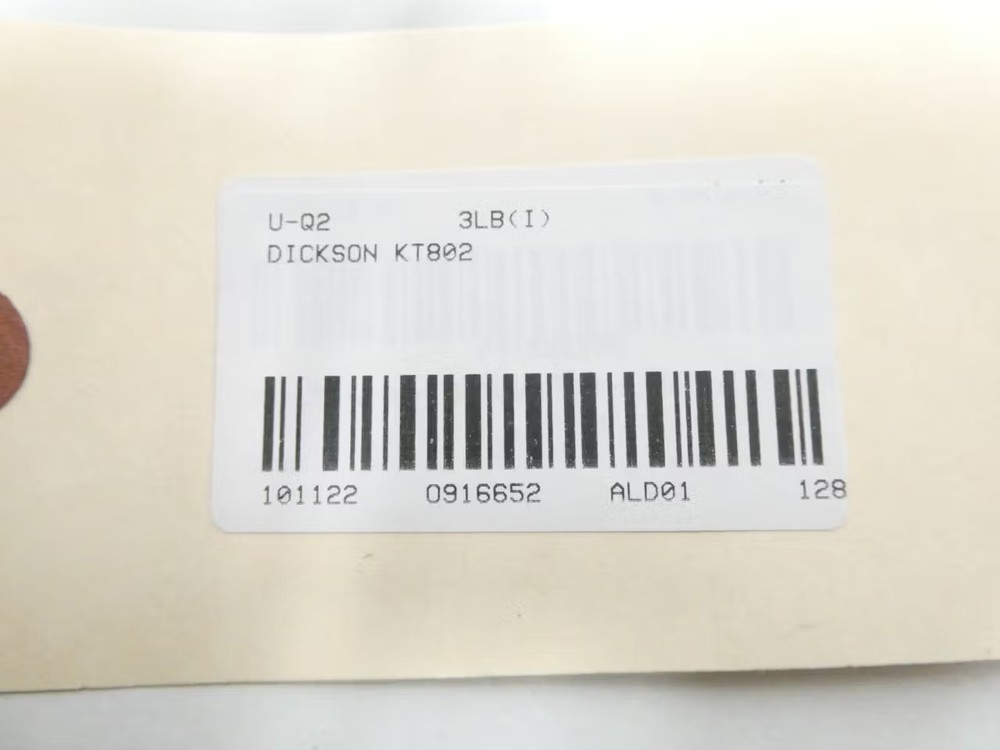 U-Q2 3LB(I)
DICKSON KT802
101122 0916652 ALD01 128